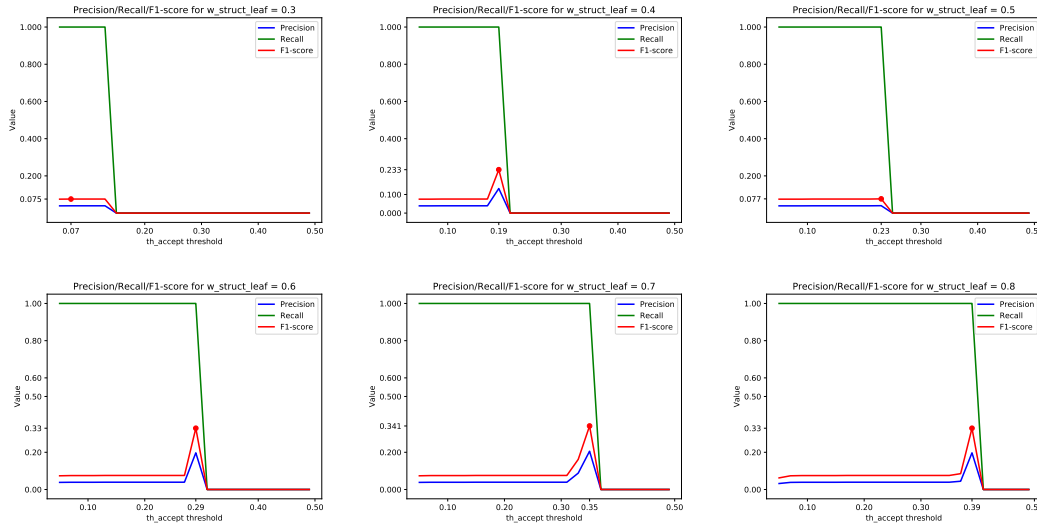 Precision/Recall/F1-score for w_struct_leaf = 0.3
1.000
0.800
0.600
0.400
0.200
0.075
Value
0.07
0.20
0.30
0.40
0.50
th_accept threshold
Precision
Recall
F1-score
Precision/Recall/F1-score for w_struct_leaf = 0.4
1.000
0.800
0.600
0.400
0.233
0.100
0.000
Value
0.10
0.19
0.30
0.40
0.50
th_accept threshold
Precision
Recall
F1-score
Precision/Recall/F1-score for w_struct_leaf = 0.5
1.000
0.800
0.600
0.400
0.200
0.077
Value
0.10
0.23
0.30
0.40
th_accept threshold
Precision
Recall
F1-score
Precision/Recall/F1-score for w_struct_leaf = 0.6
1.00
0.80
0.60
0.50
0.33
0.20
0.00
Value
0.10
0.20
0.29
0.40
0.50
th_accept threshold
Precision
Recall
F1-score
Precision/Recall/F1-score for w_struct_leaf = 0.7
1.000
0.800
0.600
0.500
0.341
0.200
0.000
Value
0.10
0.20
0.30
0.35
0.50
th_accept threshold
Precision
Recall
F1-score
Precision/Recall/F1-score for w_struct_leaf = 0.8
1.00
0.80
0.60
0.50
0.33
0.20
0.00
Value
0.10
0.20
0.30
0.39
th_accept threshold
Precision
Recall
F1-score